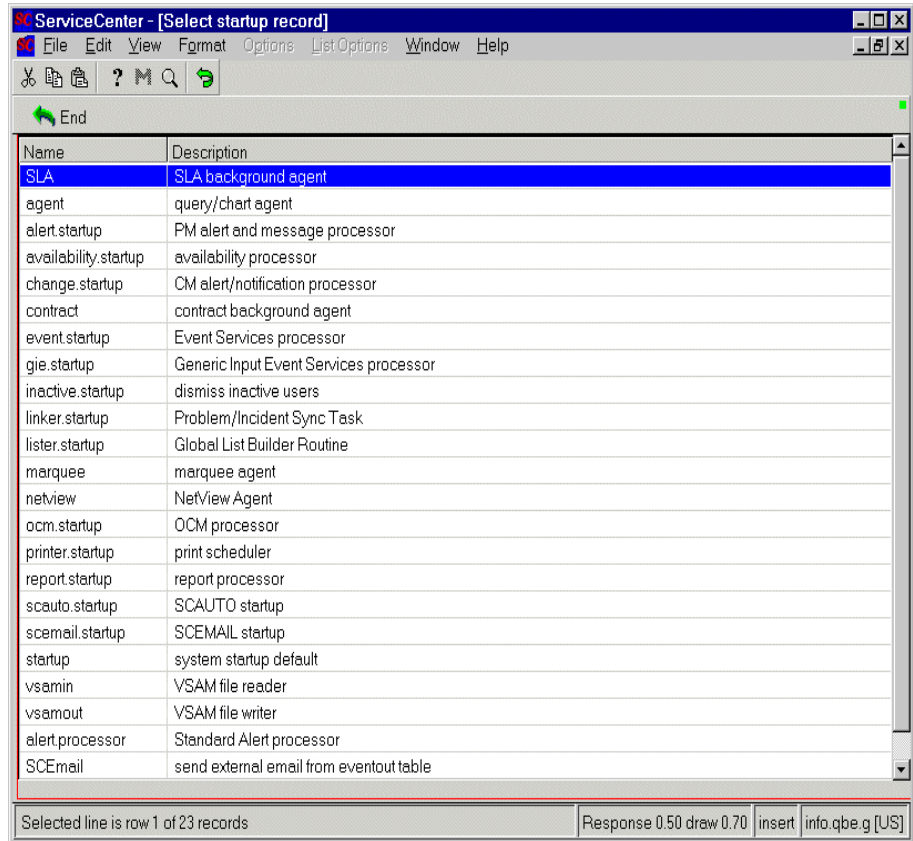 SC ServiceCenter - [Select startup record]
SC File Edit View Format Options List Options Window Help
? M
End
Name Description
SLA SLA background agent
agent query/chart agent
alert.startup PM alert and message processor
availability.startup availability processor
change.startup CM alert/notification processor
contract contract background agent
event.startup Event Services processor
gie.startup Generic Input Event Services processor
inactive.startup dismiss inactive users
linker.startup Problem/Incident Sync Task
lister.startup Global List Builder Routine
marquee marquee agent
netview NetView Agent
ocm.startup OCM processor
printer.startup print scheduler
report.startup report processor
scauto.startup SCAUTO startup
scemail.startup SCEMAIL startup
startup system startup default
vsamin VSAM file reader
vsamout VSAM file writer
alert.processor Standard Alert processor
SCEmail send external email from eventout table
Selected line is row 1 of 23 records Response 0.50 draw 0.70 insert info.qbe.g [US]